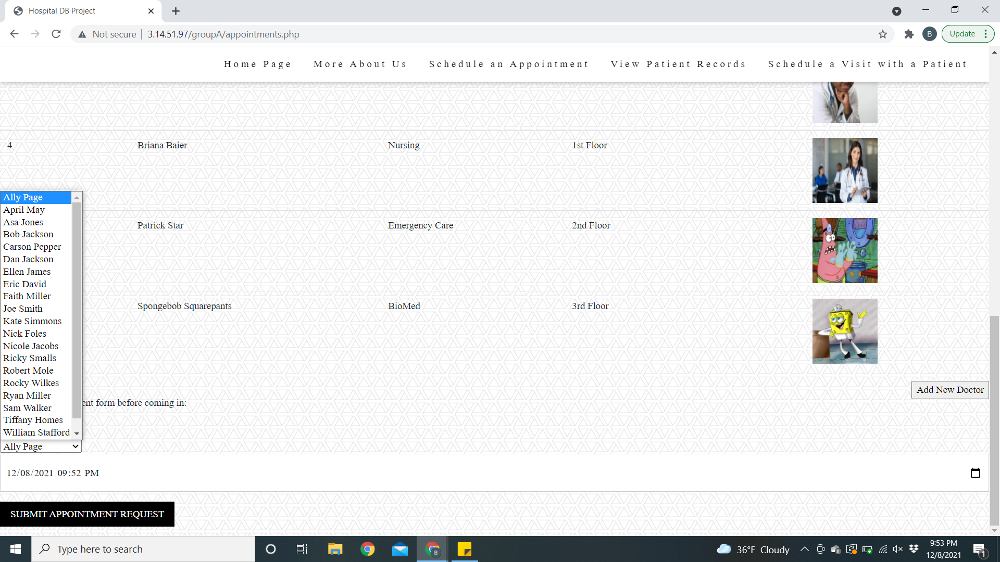 Hospital DB Project
Not secure | 3.14.51.97/groupA/appointments.php
B
Update
Home Page More About Us Schedule an Appointment View Patient Records Schedule a Visit with a Patient
4 Briana Baier Nursing 1st Floor
Patrick Star Emergency Care 2nd Floor
Spongebob Squarepants BioMed 3rd Floor
Ally Page
April May
Asa Jones
Bob Jackson
Carson Pepper
Dan Jackson
Ellen James
Eric David
Faith Miller
Joe Smith
Kate Simmons
Nick Foles
Nicole Jacobs
Ricky Smalls
Robert Mole
Rocky Wilkes
Ryan Miller
Sam Walker
Tiffany Homes
William Stafford
Add New Doctor
ent form before coming in:
Ally Page
12/08/2021 09:52 PM
SUBMIT APPOINTMENT REQUEST
Type here to search
B
36°F Cloudy
9:53 PM
12/8/2021
1